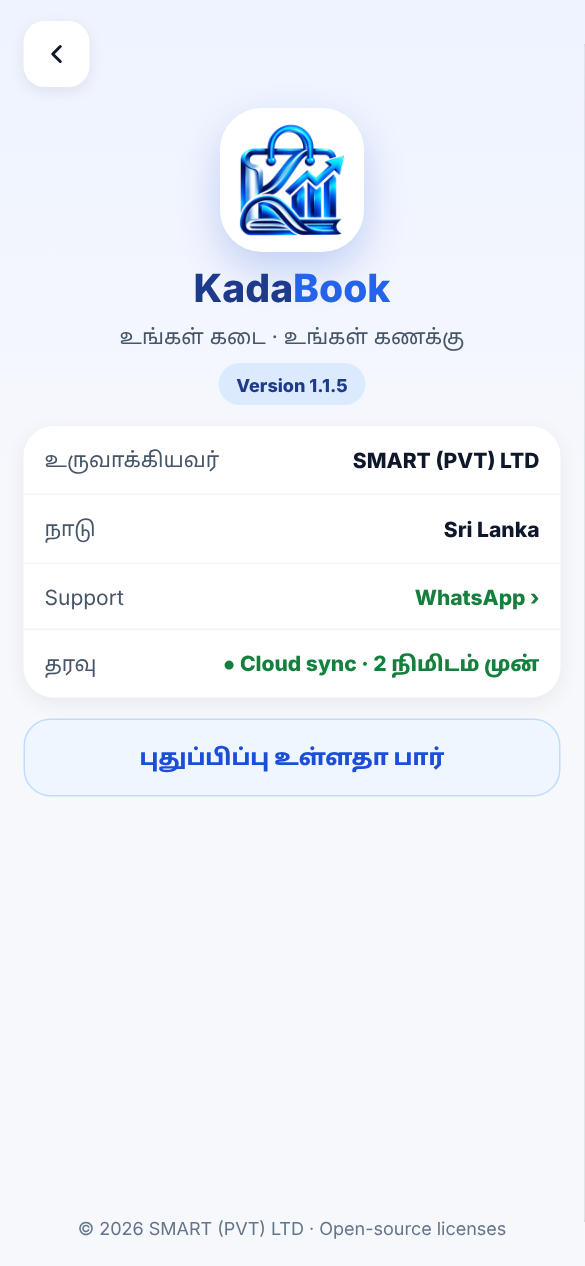 KadaBook
உங்கள் கடை · உங்கள் கணக்கு
Version 1.1.5
உருவாக்கியவர் SMART (PVT) LTD
நாடு Sri Lanka
Support WhatsApp ›
தரவு ● Cloud sync · 2 நிமிடம் முன்
புதுப்பிப்பு உள்ளதா பார்
© 2026 SMART (PVT) LTD · Open-source licenses